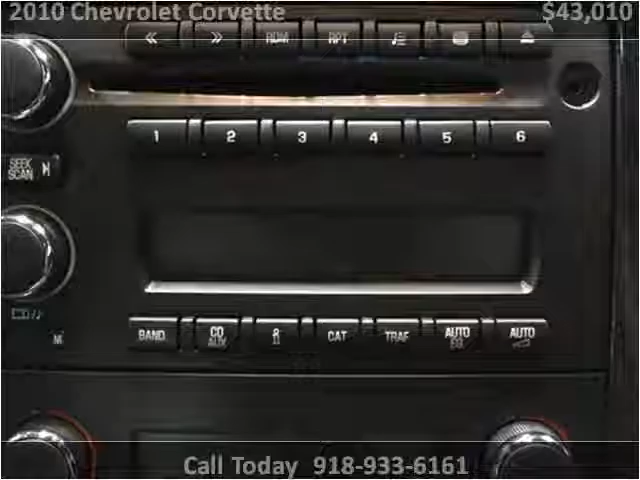 2010 Chevrolet Corvette $43,010
RDM RPT
1 2 3 4 5 6
SEEK
SCAN
BAND CD
AUX CAT TRAF AUTO
EQ AUTO
Call Today 918-933-6161